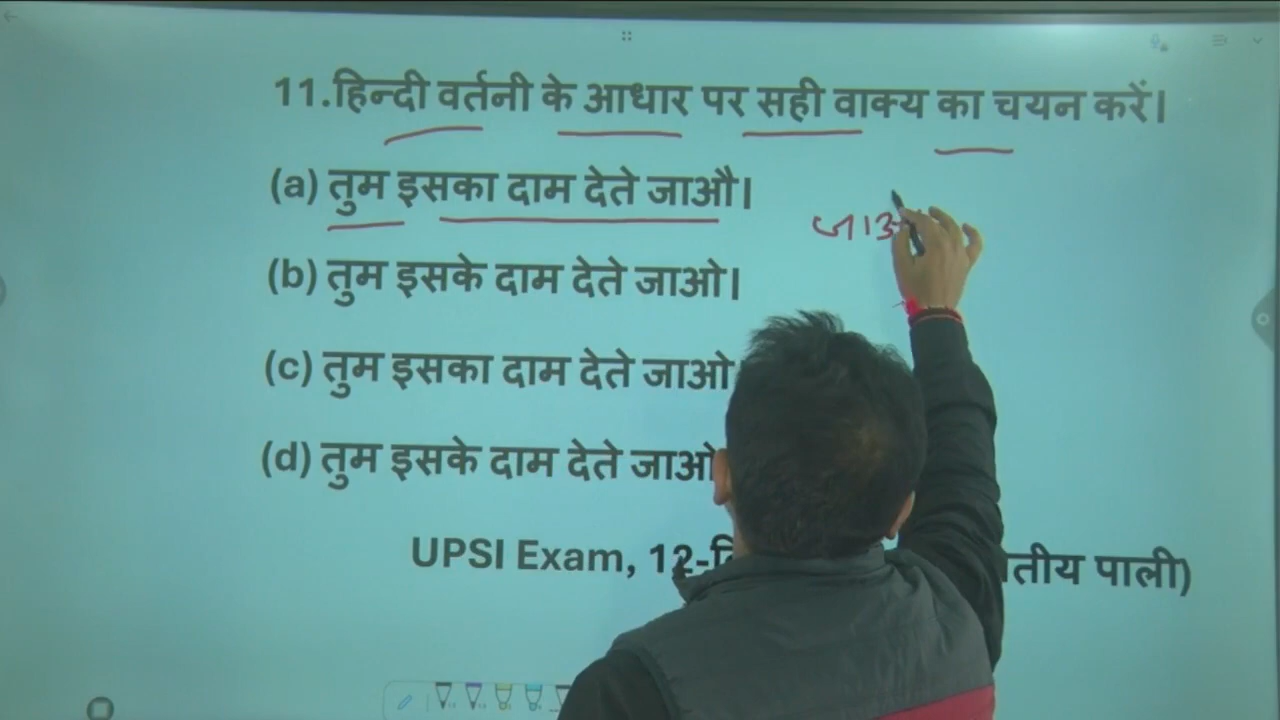 11.हिन्दी वर्तनी के आधार पर सही वाक्य का चयन करें।
(a) तुम इसका दाम देते जाऔ।
जाअ
(b) तुम इसके दाम देते जाओ।
(c) तुम इसका दाम देते जाओ
(d) तुम इसके दाम देते जाओ
UPSI Exam, 12- पाली)